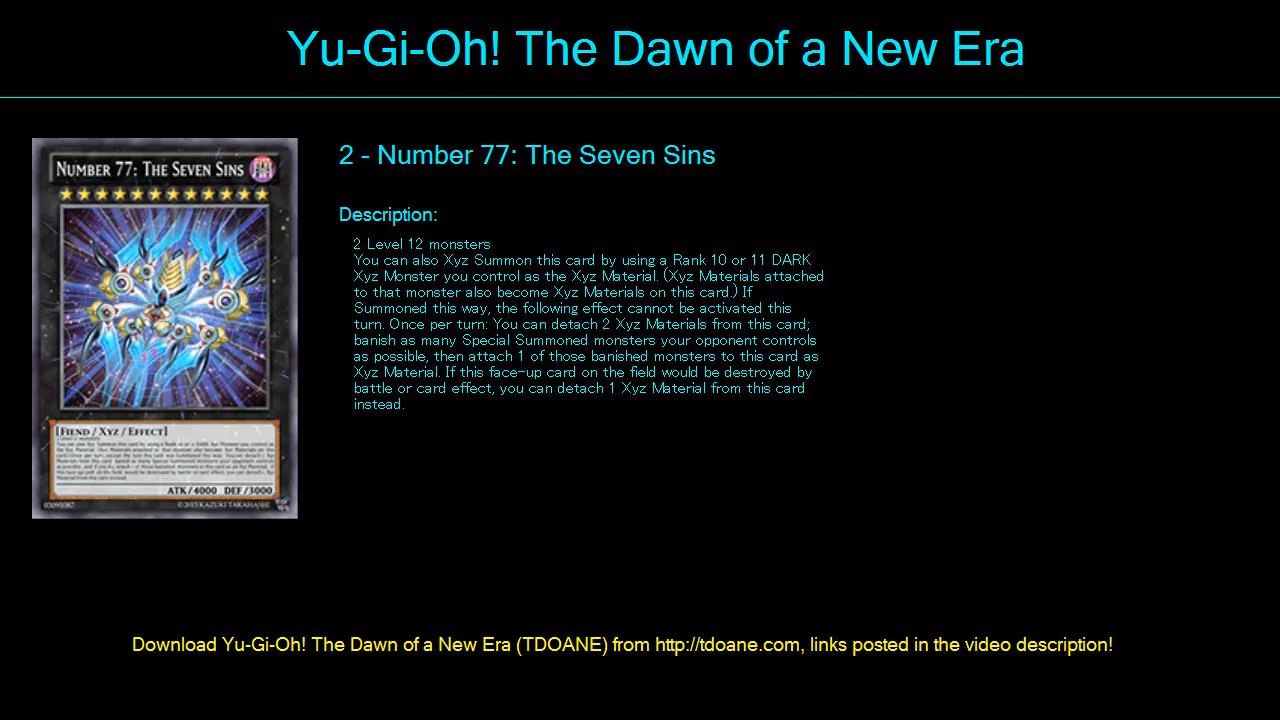 Yu-Gi-Oh! The Dawn of a New Era
NUMBER 77: THE SEVEN SINS
[FIEND / XYZ / EFFECT]
ATK/4000 DEF/3000
©2015 KAZUKI TAKAHASHI
2 - Number 77: The Seven Sins
Description:
2 Level 12 monsters
You can also Xyz Summon this card by using a Rank 10 or 11 DARK
Xyz Monster you control as the Xyz Material. (Xyz Materials attached
to that monster also become Xyz Materials on this card.) If
Summoned this way, the following effect cannot be activated this
turn. Once per turn: You can detach 2 Xyz Materials from this card;
banish as many Special Summoned monsters your opponent controls
as possible, then attach 1 of those banished monsters to this card as
Xyz Material. If this face-up card on the field would be destroyed by
battle or card effect, you can detach 1 Xyz Material from this card
instead.
Download Yu-Gi-Oh! The Dawn of a New Era (TDOANE) from http://tdoane.com, links posted in the video description!